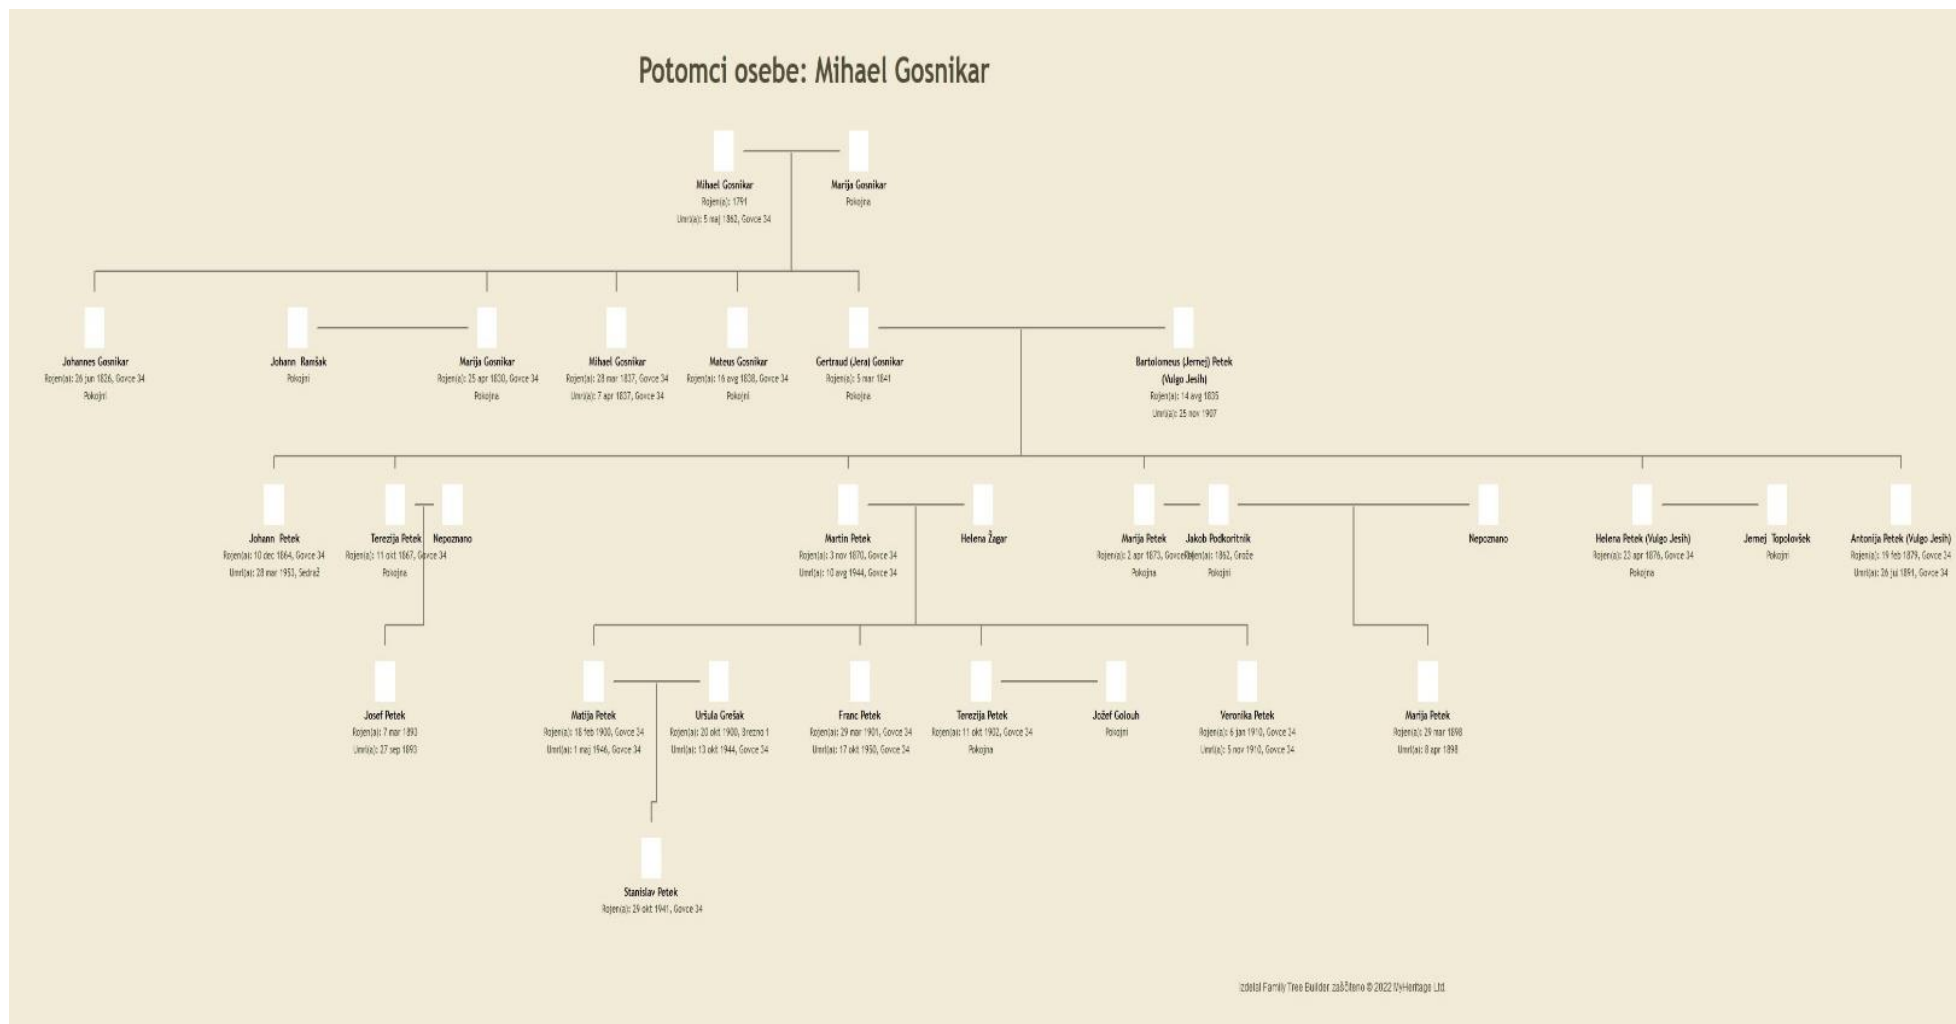 Potomci osebe: Mihael Gosnikar
Mihael Gosnikar
Rojen(a): 1791
Umrl(a): 5 maj 1862, Govce 34
Marija Gosnikar
Pokojna
Johannes Gosnikar
Rojen(a): 26 jun 1826, Govce 34
Pokojni
Johann Ramšak
Pokojni
Marija Gosnikar
Rojen(a): 25 apr 1830, Govce 34
Pokojna
Mihael Gosnikar
Rojen(a): 28 mar 1837, Govce 34
Umrl(a): 7 apr 1837, Govce 34
Mateus Gosnikar
Rojen(a): 16 avg 1838, Govce 34
Pokojni
Gertraud (Jera) Gosnikar
Rojen(a): 5 mar 1841
Pokojna
Bartolomeus (Jernej) Petek
(Vulgo Jesih)
Rojen(a): 14 avg 1835
Umrl(a): 25 nov 1907
Johann Petek
Rojen(a): 10 dec 1864, Govce 34
Umrl(a): 28 mar 1953, Sedraž
Terezija Petek
Rojen(a): 11 okt 1867, Govce 34
Pokojna
Nepoznano
Martin Petek
Rojen(a): 3 nov 1870, Govce 34
Umrl(a): 10 avg 1944, Govce 34
Helena Žagar
Marija Petek
Rojen(a): 2 apr 1873, Govce
Pokojna
Jakob Podkoritnik
1862, Grože
Pokojni
Nepoznano
Helena Petek (Vulgo Jesih)
Rojen(a): 23 apr 1876, Govce 34
Pokojna
Jernej Topolovšek
Pokojni
Antonija Petek (Vulgo Jesih)
Rojen(a): 19 feb 1879, Govce 34
Umrl(a): 26 jul 1891, Govce 34
Josef Petek
Rojen(a): 7 mar 1893
Umrl(a): 27 sep 1893
Matija Petek
Rojen(a): 18 feb 1900, Govce 34
Umrl(a): 1 maj 1946, Govce 34
Uršula Grešak
Rojen(a): 20 okt 1900, Brezno 1
Umrl(a): 13 okt 1944, Govce 34
Franc Petek
Rojen(a): 29 mar 1901, Govce 34
Umrl(a): 17 okt 1950, Govce 34
Terezija Petek
Rojen(a): 11 okt 1902, Govce 34
Pokojna
Jožef Golouh
Pokojni
Veronika Petek
Rojen(a): 6 jan 1910, Govce 34
Umrl(a): 5 nov 1910, Govce 34
Marija Petek
Rojen(a): 29 mar 1898
Umrl(a): 8 apr 1898
Stanislav Petek
Rojen(a): 29 okt 1941, Govce 34
Izdelal Family Tree Builder, zaščiteno © 2022 MyHeritage Ltd.